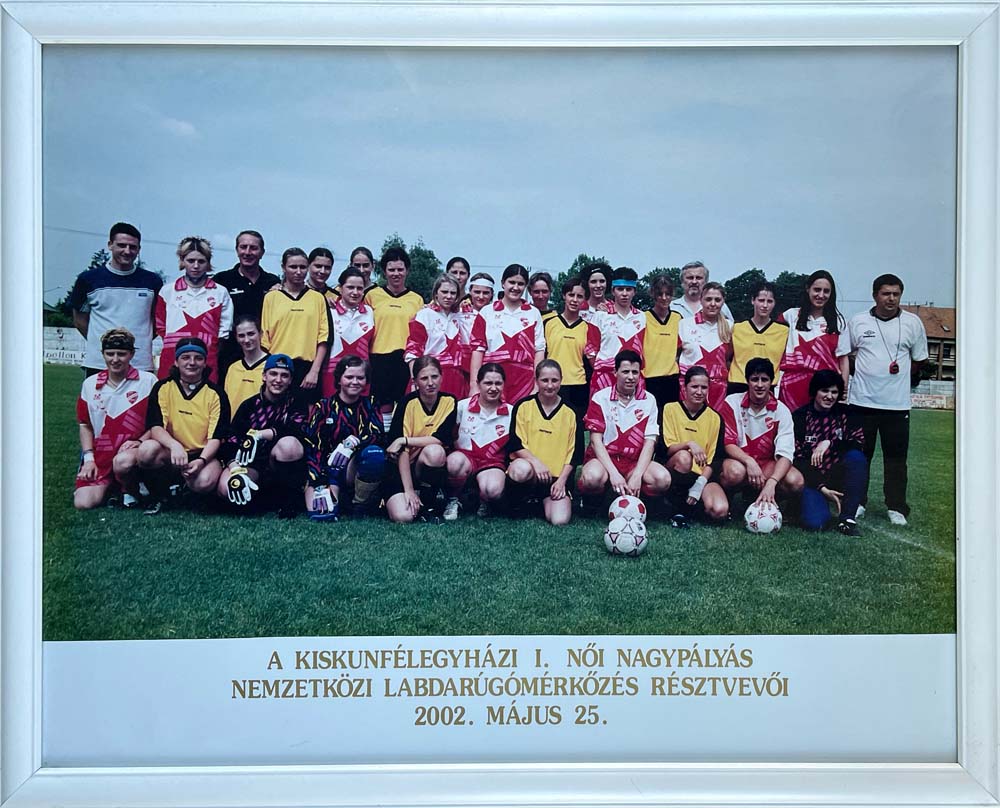 A KISKUNFÉLEGYHÁZI I. NŐI NAGYPÁLYÁS
NEMZETKÖZI LABDARÚGÓMÉRKŐZÉS RÉSZTVEVŐI
2002. MÁJUS 25.